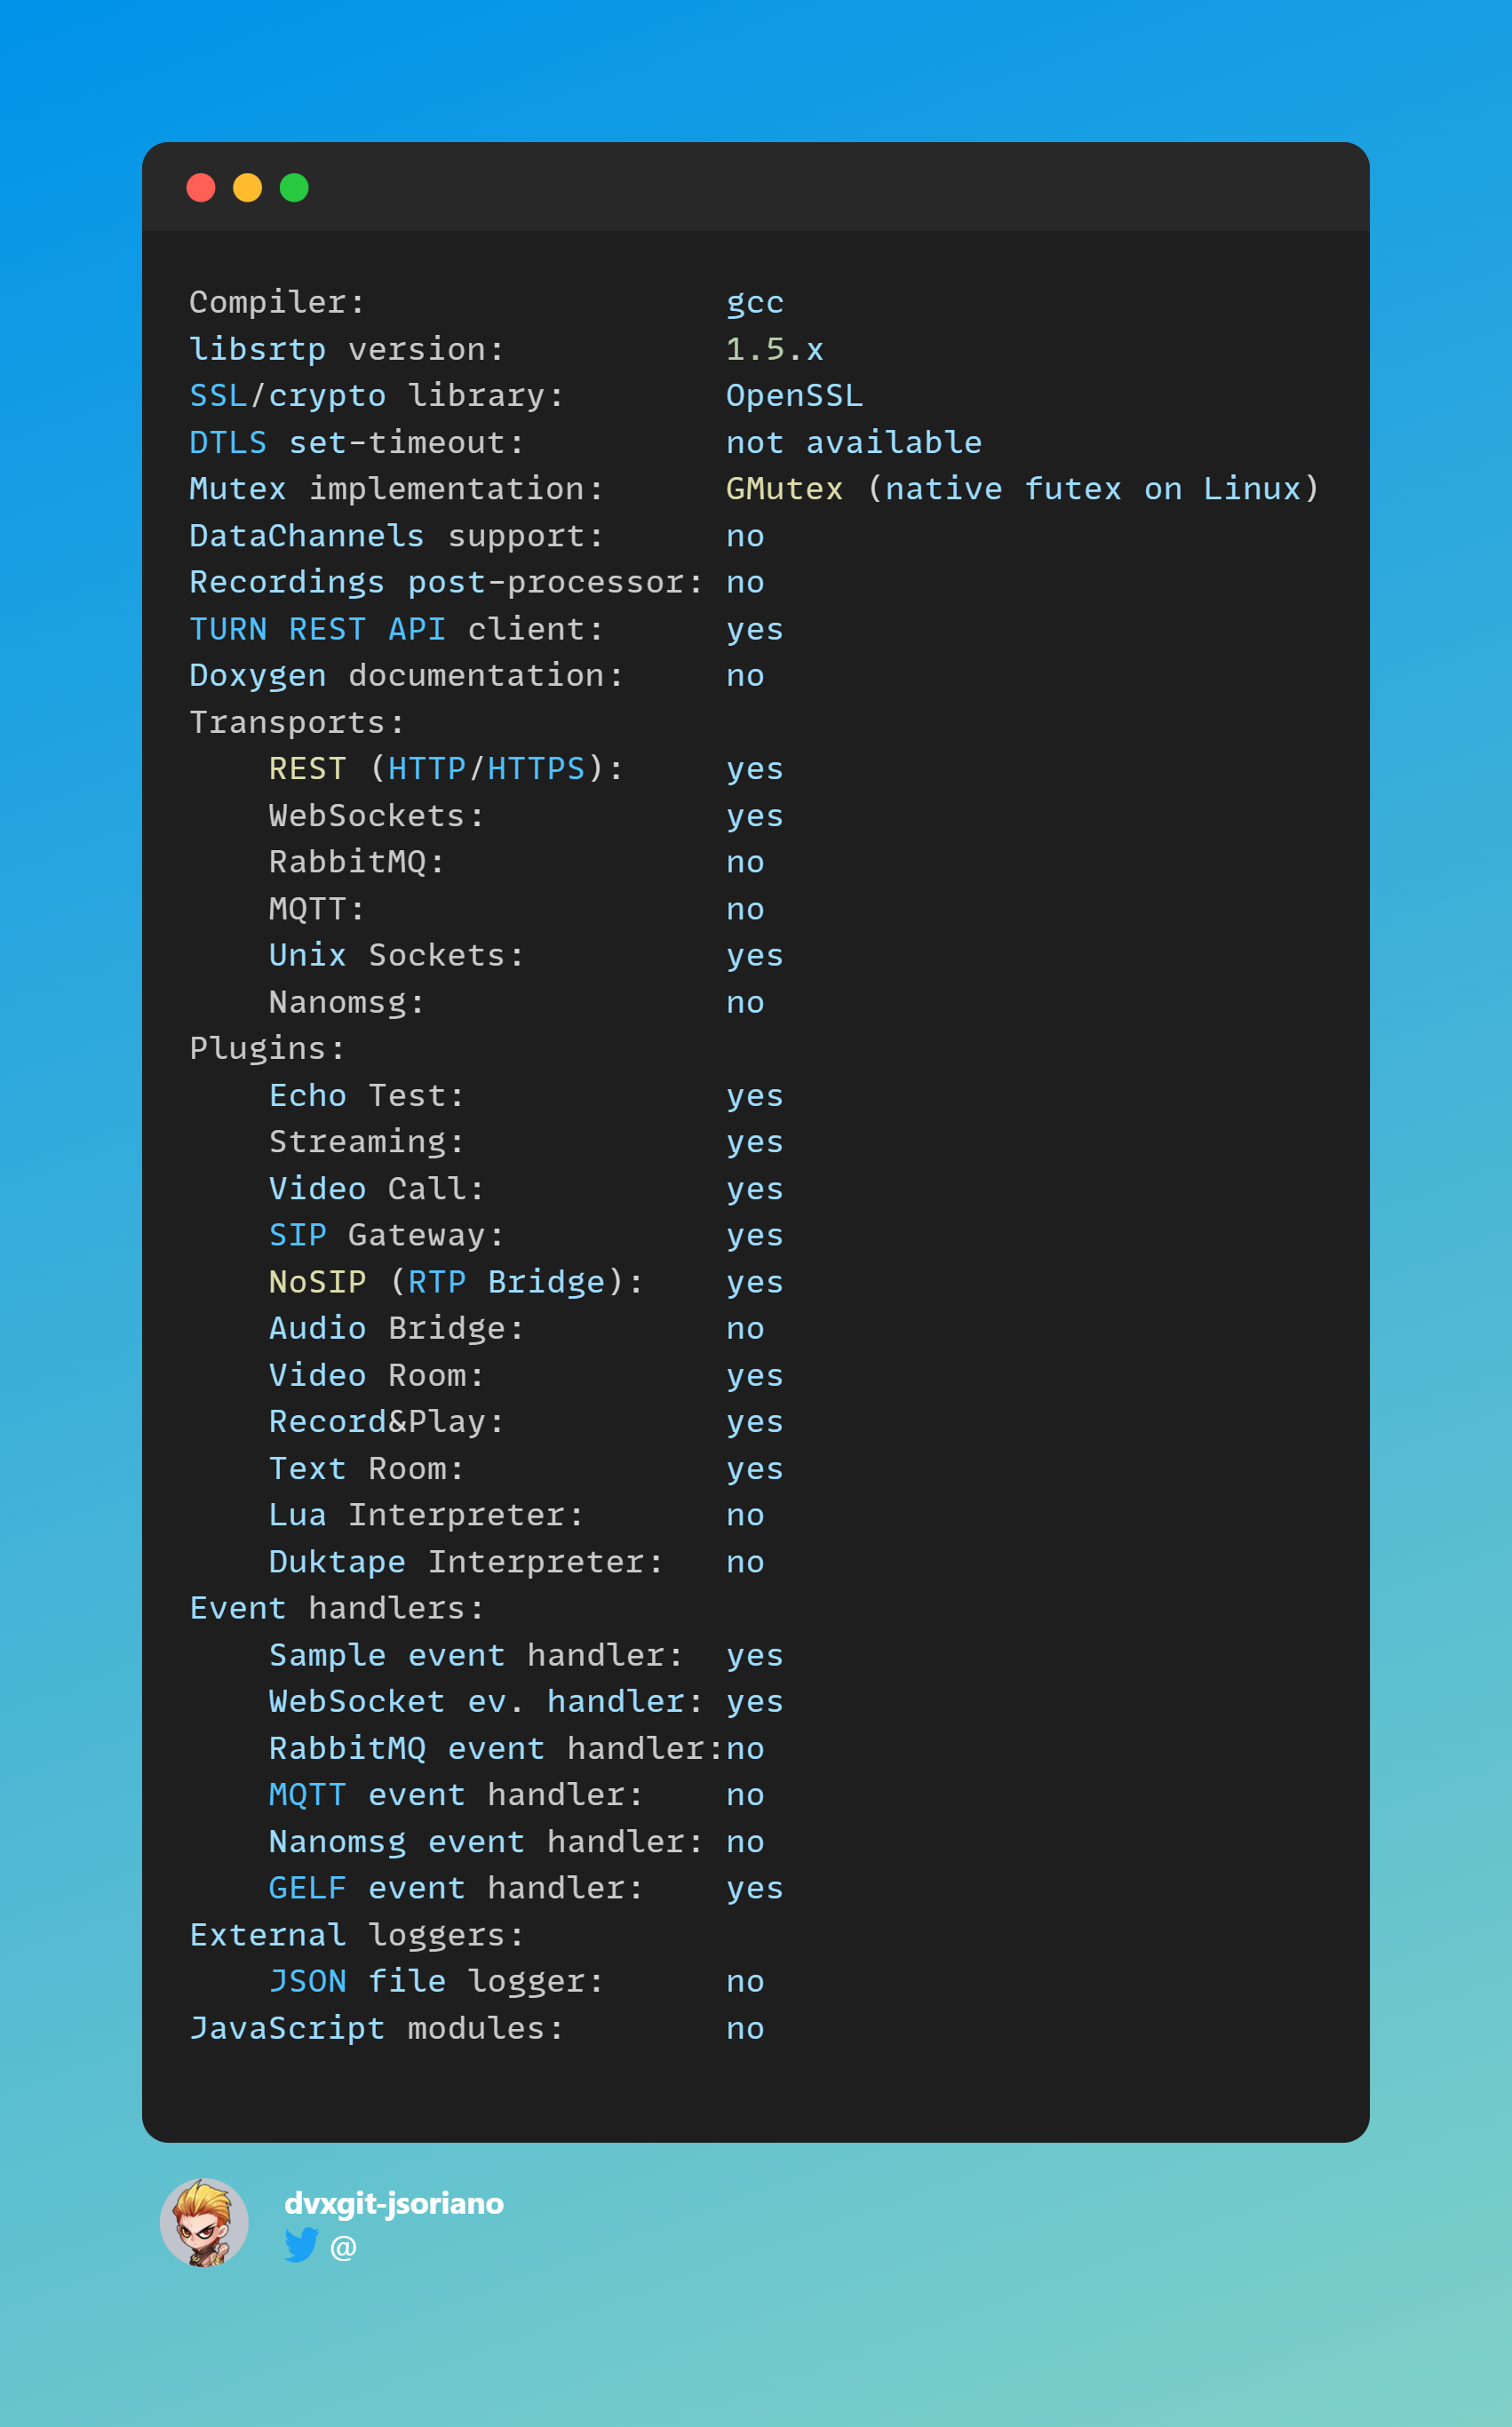 Compiler:                  gcc
libsrtp version:           1.5.x
SSL/crypto library:        OpenSSL
DTLS set-timeout:          not available
Mutex implementation:      GMutex (native futex on Linux)
DataChannels support:      no
Recordings post-processor: no
TURN REST API client:      yes
Doxygen documentation:     no
Transports:
    REST (HTTP/HTTPS):     yes
    WebSockets:            yes
    RabbitMQ:              no
    MQTT:                  no
    Unix Sockets:          yes
    Nanomsg:               no
Plugins:
    Echo Test:             yes
    Streaming:             yes
    Video Call:            yes
    SIP Gateway:           yes
    NoSIP (RTP Bridge):    yes
    Audio Bridge:          no
    Video Room:            yes
    Record&Play:           yes
    Text Room:             yes
    Lua Interpreter:       no
    Duktape Interpreter:   no
Event handlers:
    Sample event handler:  yes
    WebSocket ev. handler: yes
    RabbitMQ event handler:no
    MQTT event handler:    no
    Nanomsg event handler: no
    GELF event handler:    yes
External loggers:
    JSON file logger:      no
JavaScript modules:        no
dvxgit-jsoriano
@